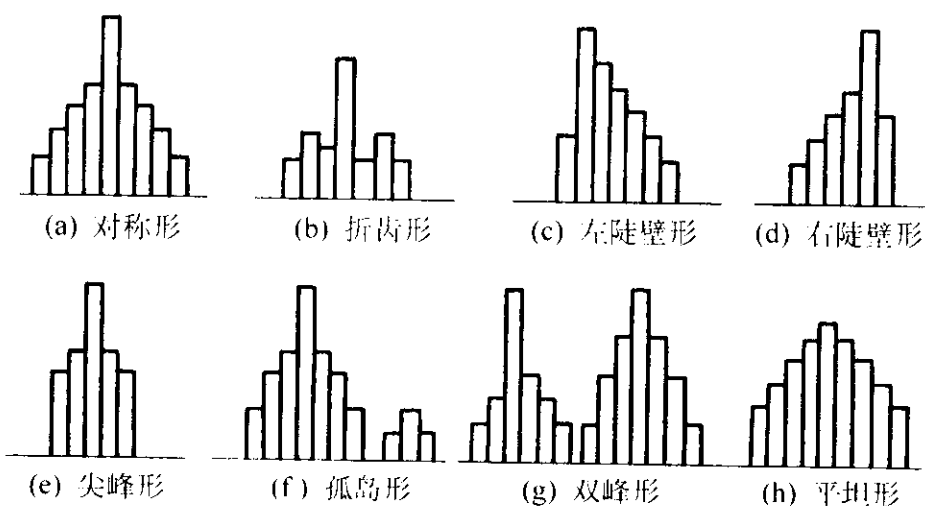 (a) 对称形
(b) 折齿形
(c) 左陡壁形
(d) 右陡壁形
(e) 尖峰形
(f) 孤岛形
(g) 双峰形
(h) 平坦形